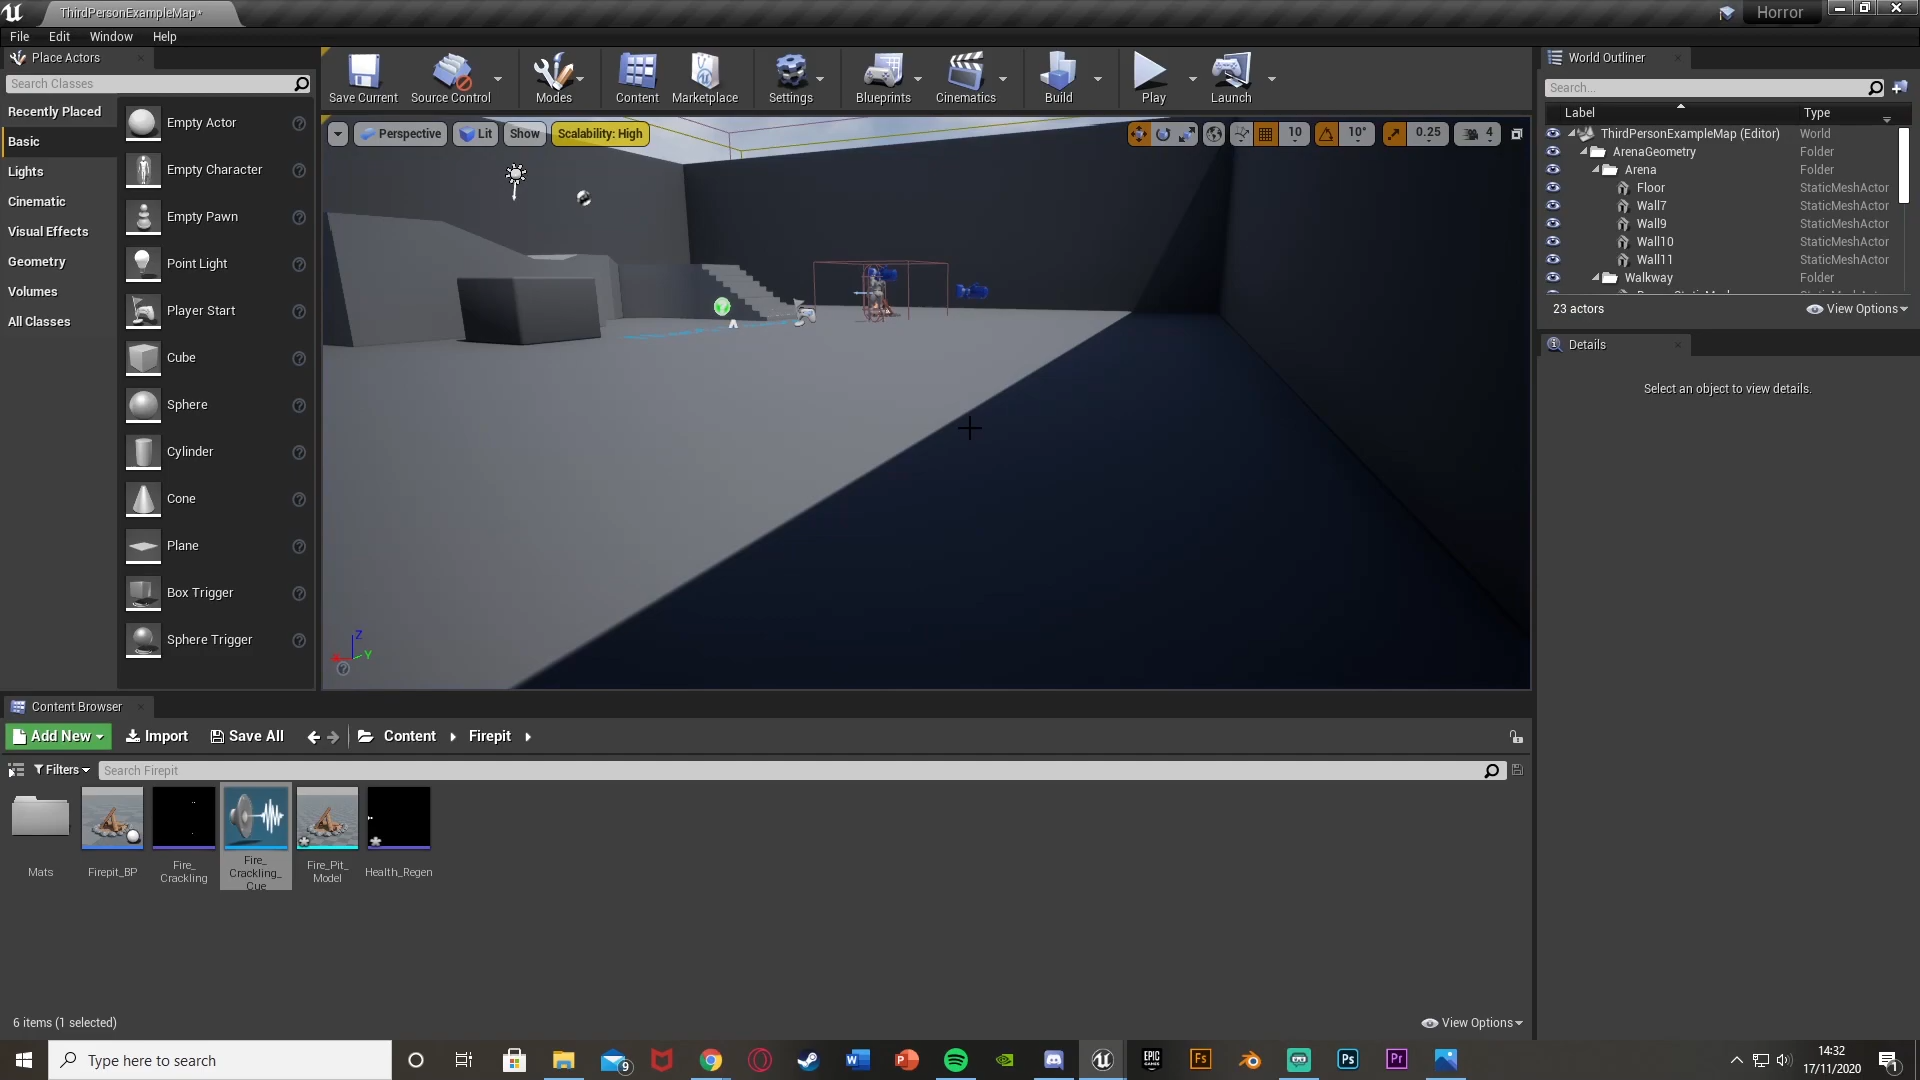 ThirdPersonExampleMap*
Horror
File Edit Window Help
Place Actors
Search Classes
Recently Placed
Basic
Lights
Cinematic
Visual Effects
Geometry
Volumes
All Classes
Empty Actor
Empty Character
Empty Pawn
Point Light
Player Start
Cube
Sphere
Cylinder
Cone
Plane
Box Trigger
Sphere Trigger
Save Current Source Control Modes Content Marketplace Settings Blueprints Cinematics Build Play Launch
Perspective Lit Show Scalability: High
10 10° 0.25 4
Z
X Y
World Outliner
Search...
Label Type
ThirdPersonExampleMap (Editor) World
ArenaGeometry Folder
Arena Folder
Floor StaticMeshActor
Wall7 StaticMeshActor
Wall9 StaticMeshActor
Wall10 StaticMeshActor
Wall11 StaticMeshActor
Walkway Folder
23 actors View Options
Details
Select an object to view details.
Content Browser
Add New Import Save All Content Firepit
Filters Search Firepit
Mats
Firepit_BP
Fire_
Crackling
Fire_
Crackling_
Cue
Fire_Pit_
Model
Health_Regen
6 items (1 selected) View Options
Type here to search
9
W
P
EPIC
GAMES
Fs
Ps
Pr
14:32
17/11/2020
1